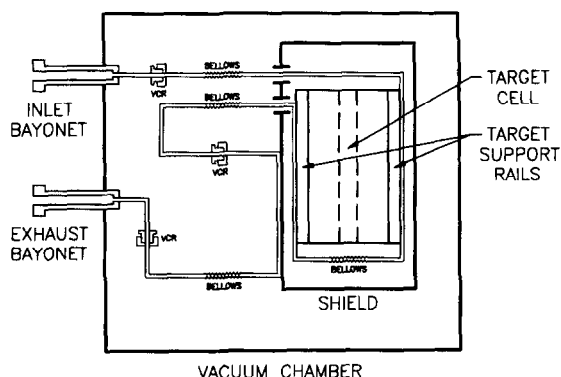 BELLOWS
VCR
BELLOWS
INLET
BAYONET
TARGET
CELL
TARGET
SUPPORT
RAILS
VCR
EXHAUST
BAYONET
VCR
BELLOWS
BELLOWS
SHIELD
VACUUM CHAMBER